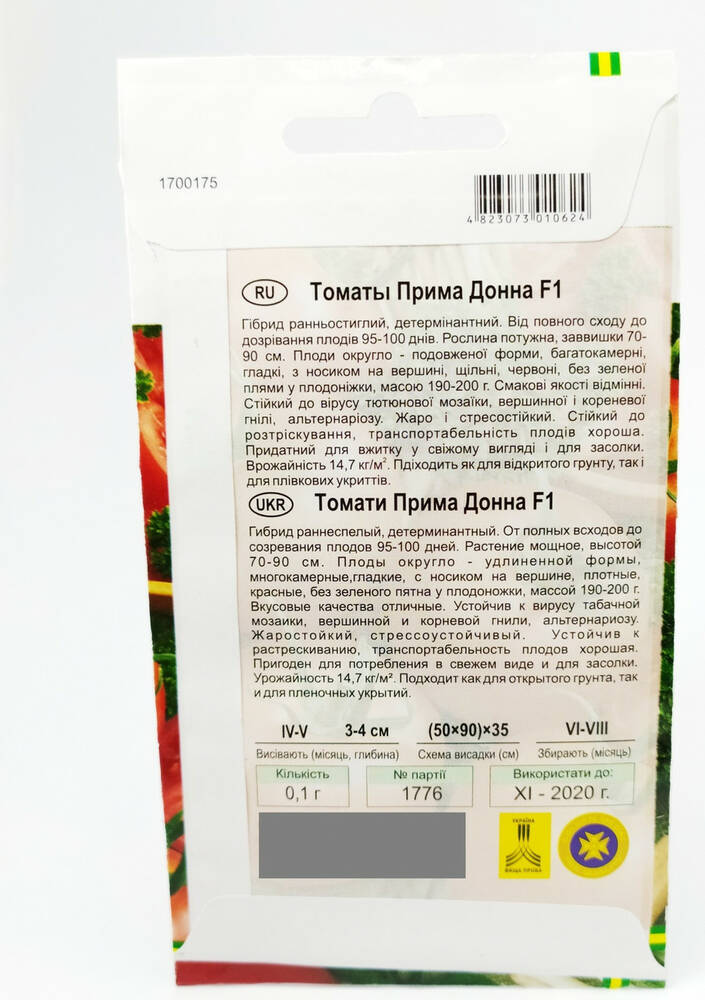 1700175
4 823073 010624
RU Томаты Прима Донна F1
Гібрид ранньостиглий, детермінантний. Від повного сходу до
дозрівання плодів 95-100 днів. Рослина потужна, заввишки 70-
90 см. Плоди округло - подовженої форми, багатокамерні,
гладкі, з носиком на вершині, щільні, червоні, без зеленої
плями у плодоніжки, масою 190-200 г. Смакові якості відмінні.
Стійкий до вірусу тютюнової мозаїки, вершинної і кореневої
гнілі, альтернаріозу. Жаро і стресостійкий. Стійкий до
розтріскування, транспортабельність плодів хороша.
Придатний для вжитку у свіжому вигляді і для засолки.
Врожайність 14,7 кг/м². Підіходить як для відкритого грунту, так і
для плівкових укриттів.
UKR Томати Прима Донна F1
Гибрид раннеспелый, детерминантный. От полных всходов до
созревания плодов 95-100 дней. Растение мощное, высотой
70-90 см. Плоды округло - удлиненной формы,
многокамерные,гладкие, с носиком на вершине, плотные,
красные, без зеленого пятна у плодоножки, массой 190-200 г.
Вкусовые качества отличные. Устойчив к вирусу табачной
мозаики, вершинной и корневой гнили, альтернариозу.
Жаростойкий, стрессоустойчивый. Устойчив к
растрескиванию, транспортабельность плодов хорошая.
Пригоден для потребления в свежем виде и для засолки.
Урожайность 14,7 кг/м². Подходит как для открытого грунта, так
и для пленочных укрытий.
IV-V 3-4 см (50×90)×35 VI-VIII
Висівають (місяць, глибина) Схема висадки (см) Збирають (місяць)
Кількість № партії Використати до:
0,1 г 1776 XI - 2020 г.
УКРАЇНА
ВИЩА ПРОБА